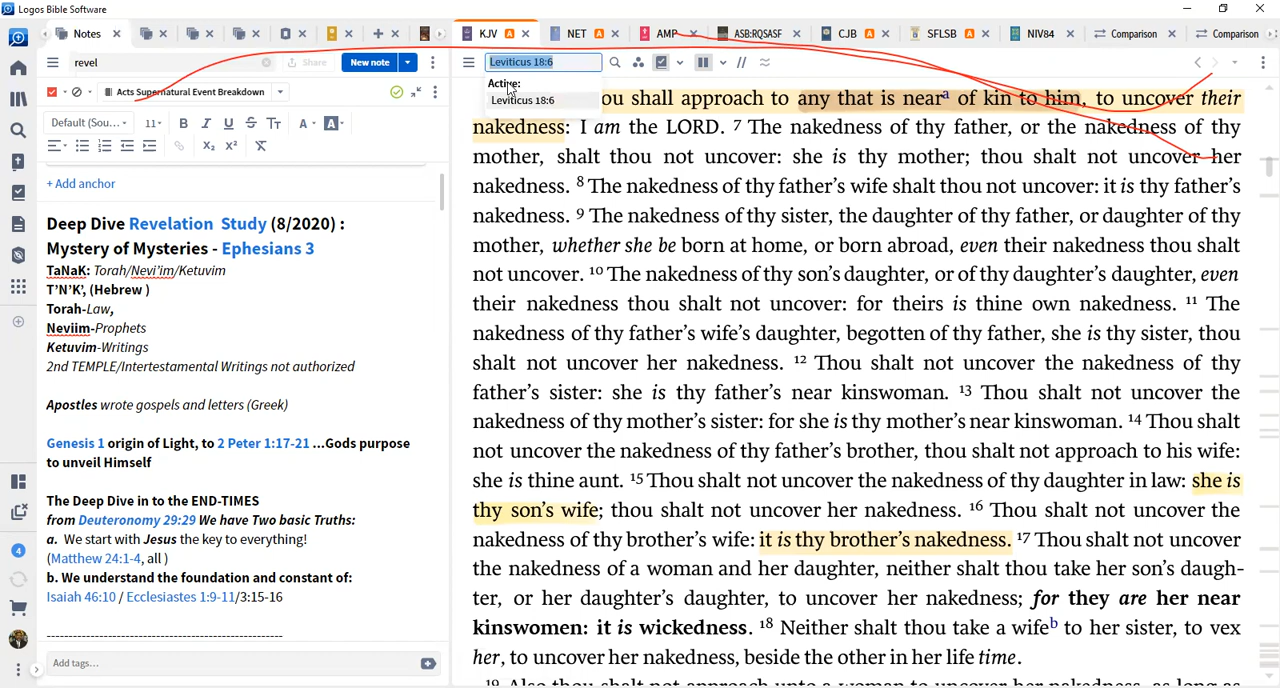 Logos Bible Software
Notes
KJV A
NET A
AMP
ASB:RQSASF
CJB A
SFLSB A
NIV84
Comparison
Comparison
revel
Share
New note
Leviticus 18:6
Active:
Leviticus 18:6
Acts Supernatural Event Breakdown
Default (Sou...
11
B I U S TT A A
X₂ X²
+ Add anchor
Deep Dive Revelation Study (8/2020) :
Mystery of Mysteries - Ephesians 3
TaNaK: Torah/Nevi’im/Ketuvim
T’N’K’, (Hebrew )
Torah-Law,
Neviim-Prophets
Ketuvim-Writings
2nd TEMPLE/Intertestamental Writings not authorized
Apostles wrote gospels and letters (Greek)
Genesis 1 origin of Light, to 2 Peter 1:17-21 ...Gods purpose
to unveil Himself
The Deep Dive in to the END-TIMES
from Deuteronomy 29:29 We have Two basic Truths:
a. We start with Jesus the key to everything!
(Matthew 24:1-4, all )
b. We understand the foundation and constant of:
Isaiah 46:10 / Ecclesiastes 1:9-11/3:15-16
----------------------------------------------------
Add tags...
4
ou shall approach to any that is nearᵃ of kin to him, to uncover their
nakedness: I am the LORD. 7 The nakedness of thy father, or the nakedness of thy
mother, shalt thou not uncover: she is thy mother; thou shalt not uncover her
nakedness. 8 The nakedness of thy father’s wife shalt thou not uncover: it is thy father’s
nakedness. 9 The nakedness of thy sister, the daughter of thy father, or daughter of thy
mother, whether she be born at home, or born abroad, even their nakedness thou shalt
not uncover. 10 The nakedness of thy son’s daughter, or of thy daughter’s daughter, even
their nakedness thou shalt not uncover: for theirs is thine own nakedness. 11 The
nakedness of thy father’s wife’s daughter, begotten of thy father, she is thy sister, thou
shalt not uncover her nakedness. 12 Thou shalt not uncover the nakedness of thy
father’s sister: she is thy father’s near kinswoman. 13 Thou shalt not uncover the
nakedness of thy mother’s sister: for she is thy mother’s near kinswoman. 14 Thou shalt
not uncover the nakedness of thy father’s brother, thou shalt not approach to his wife:
she is thine aunt. 15 Thou shalt not uncover the nakedness of thy daughter in law: she is
thy son’s wife; thou shalt not uncover her nakedness. 16 Thou shalt not uncover the
nakedness of thy brother’s wife: it is thy brother’s nakedness. 17 Thou shalt not uncover
the nakedness of a woman and her daughter, neither shalt thou take her son’s daugh-
ter, or her daughter’s daughter, to uncover her nakedness; for they are her near
kinswomen: it is wickedness. 18 Neither shalt thou take a wifeᵇ to her sister, to vex
her, to uncover her nakedness, beside the other in her life time.
19 Also thou shalt not approach unto a woman to uncover her nakedness, as long as